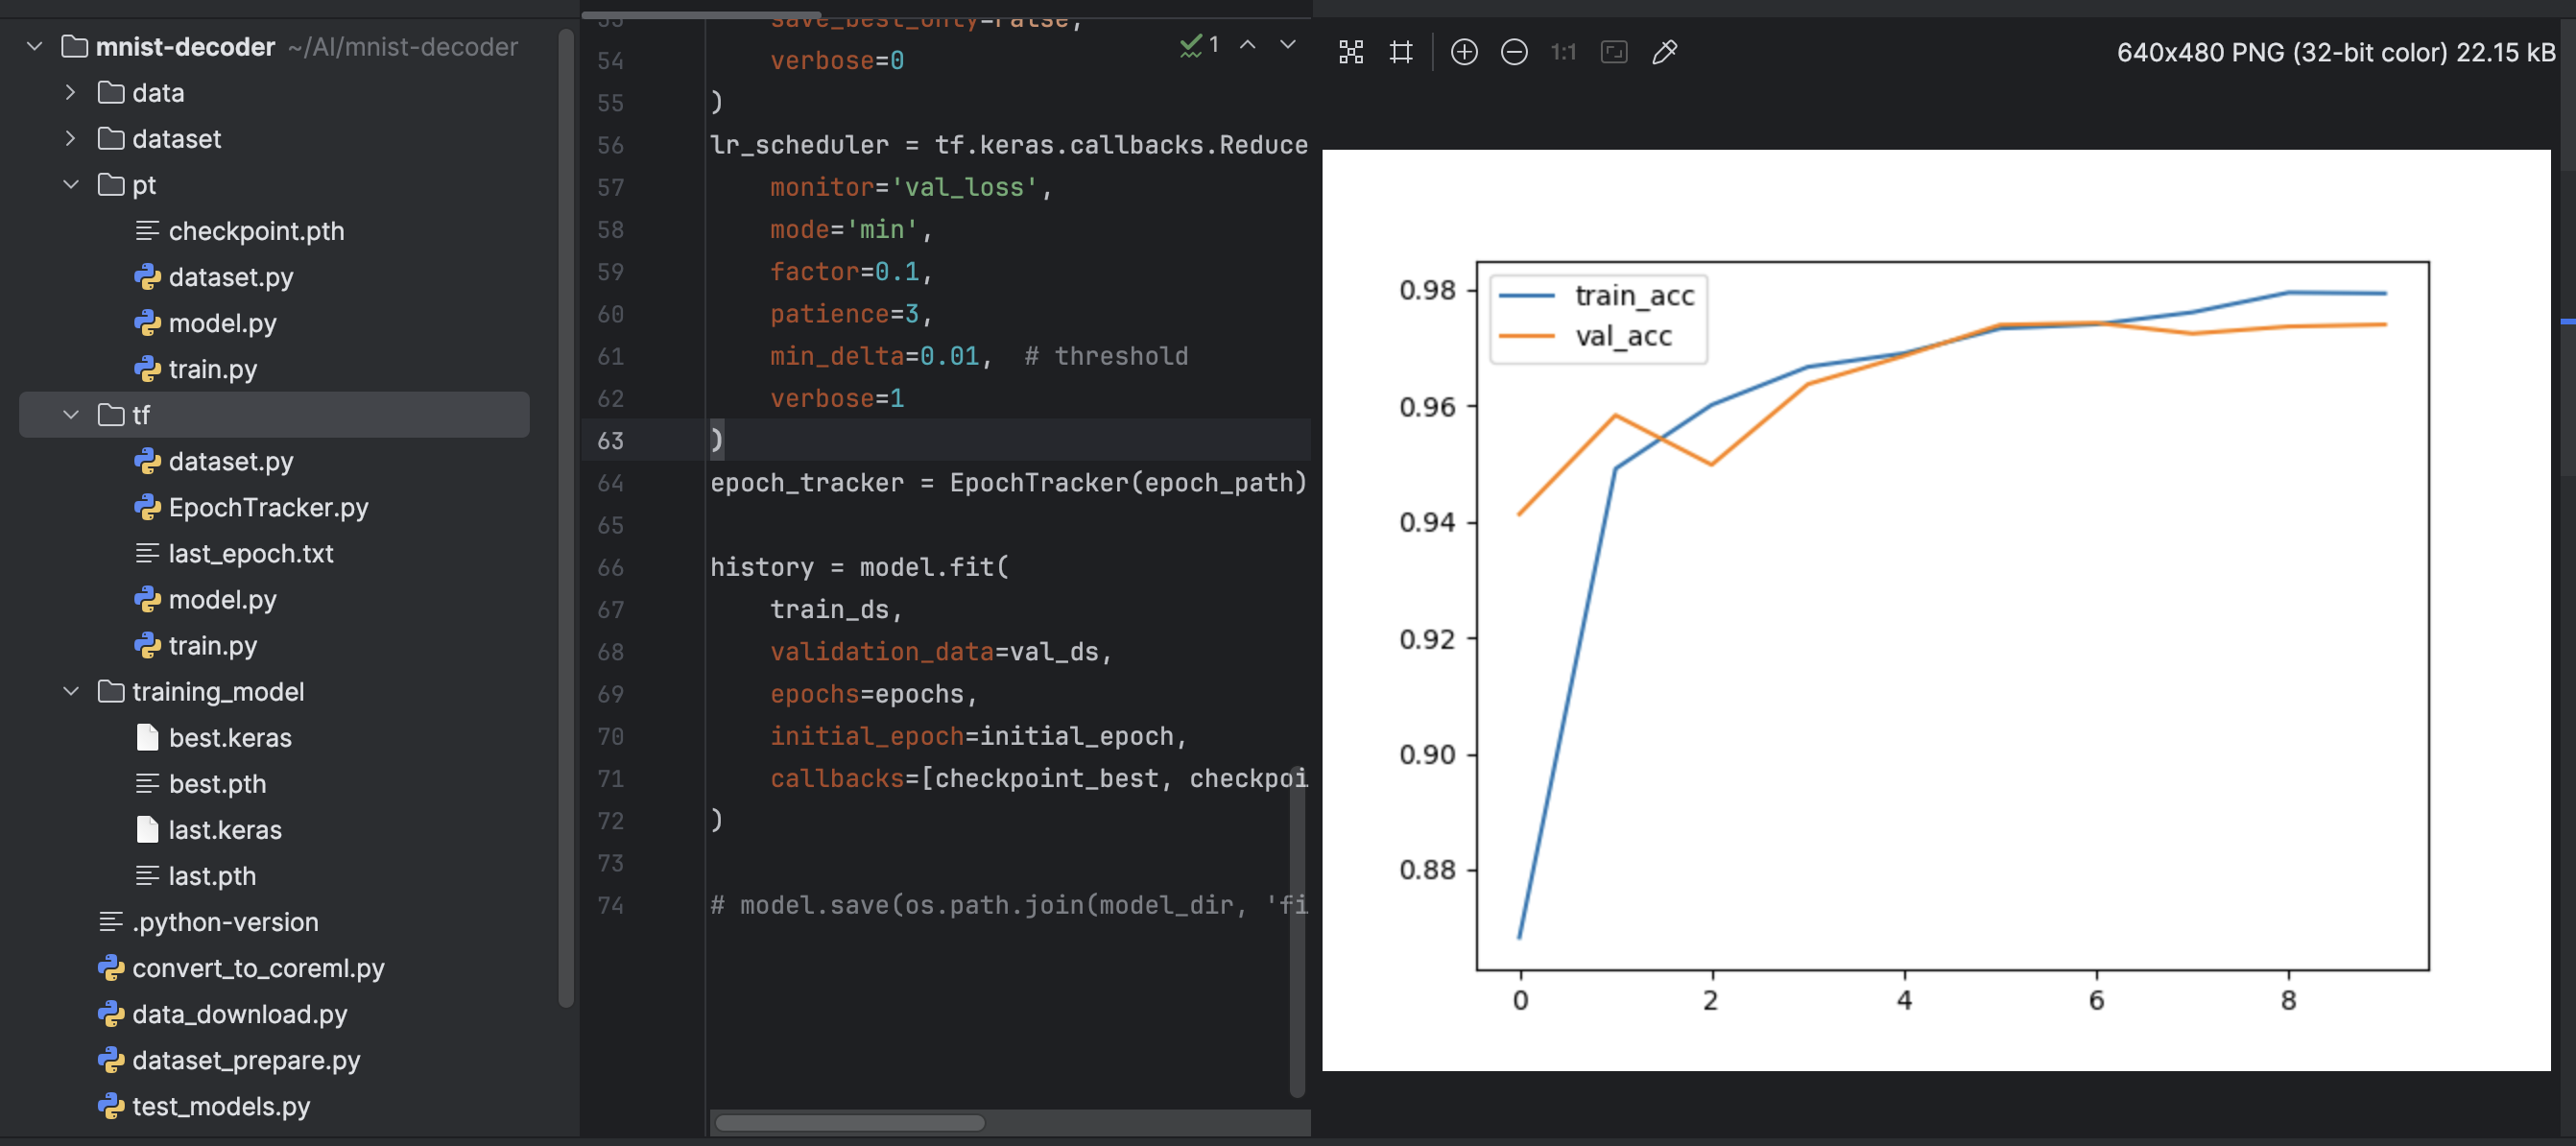 mnist-decoder ~/AI/mnist-decoder
data
dataset
pt
checkpoint.pth
dataset.py
model.py
train.py
tf
dataset.py
EpochTracker.py
last_epoch.txt
model.py
train.py
training_model
best.keras
best.pth
last.keras
last.pth
.python-version
convert_to_coreml.py
data_download.py
dataset_prepare.py
test_models.py
53 save_best_only=False,
54 verbose=0
55 )
56 lr_scheduler = tf.keras.callbacks.Reduce
57 monitor='val_loss',
58 mode='min',
59 factor=0.1,
60 patience=3,
61 min_delta=0.01,  # threshold
62 verbose=1
63 )
64 epoch_tracker = EpochTracker(epoch_path)
65
66 history = model.fit(
67 train_ds,
68 validation_data=val_ds,
69 epochs=epochs,
70 initial_epoch=initial_epoch,
71 callbacks=[checkpoint_best, checkpoi
72 )
73
74 # model.save(os.path.join(model_dir, 'fi
1
1:1
640x480 PNG (32-bit color) 22.15 kB
train_acc
val_acc
0.98
0.96
0.94
0.92
0.90
0.88
0 2 4 6 8